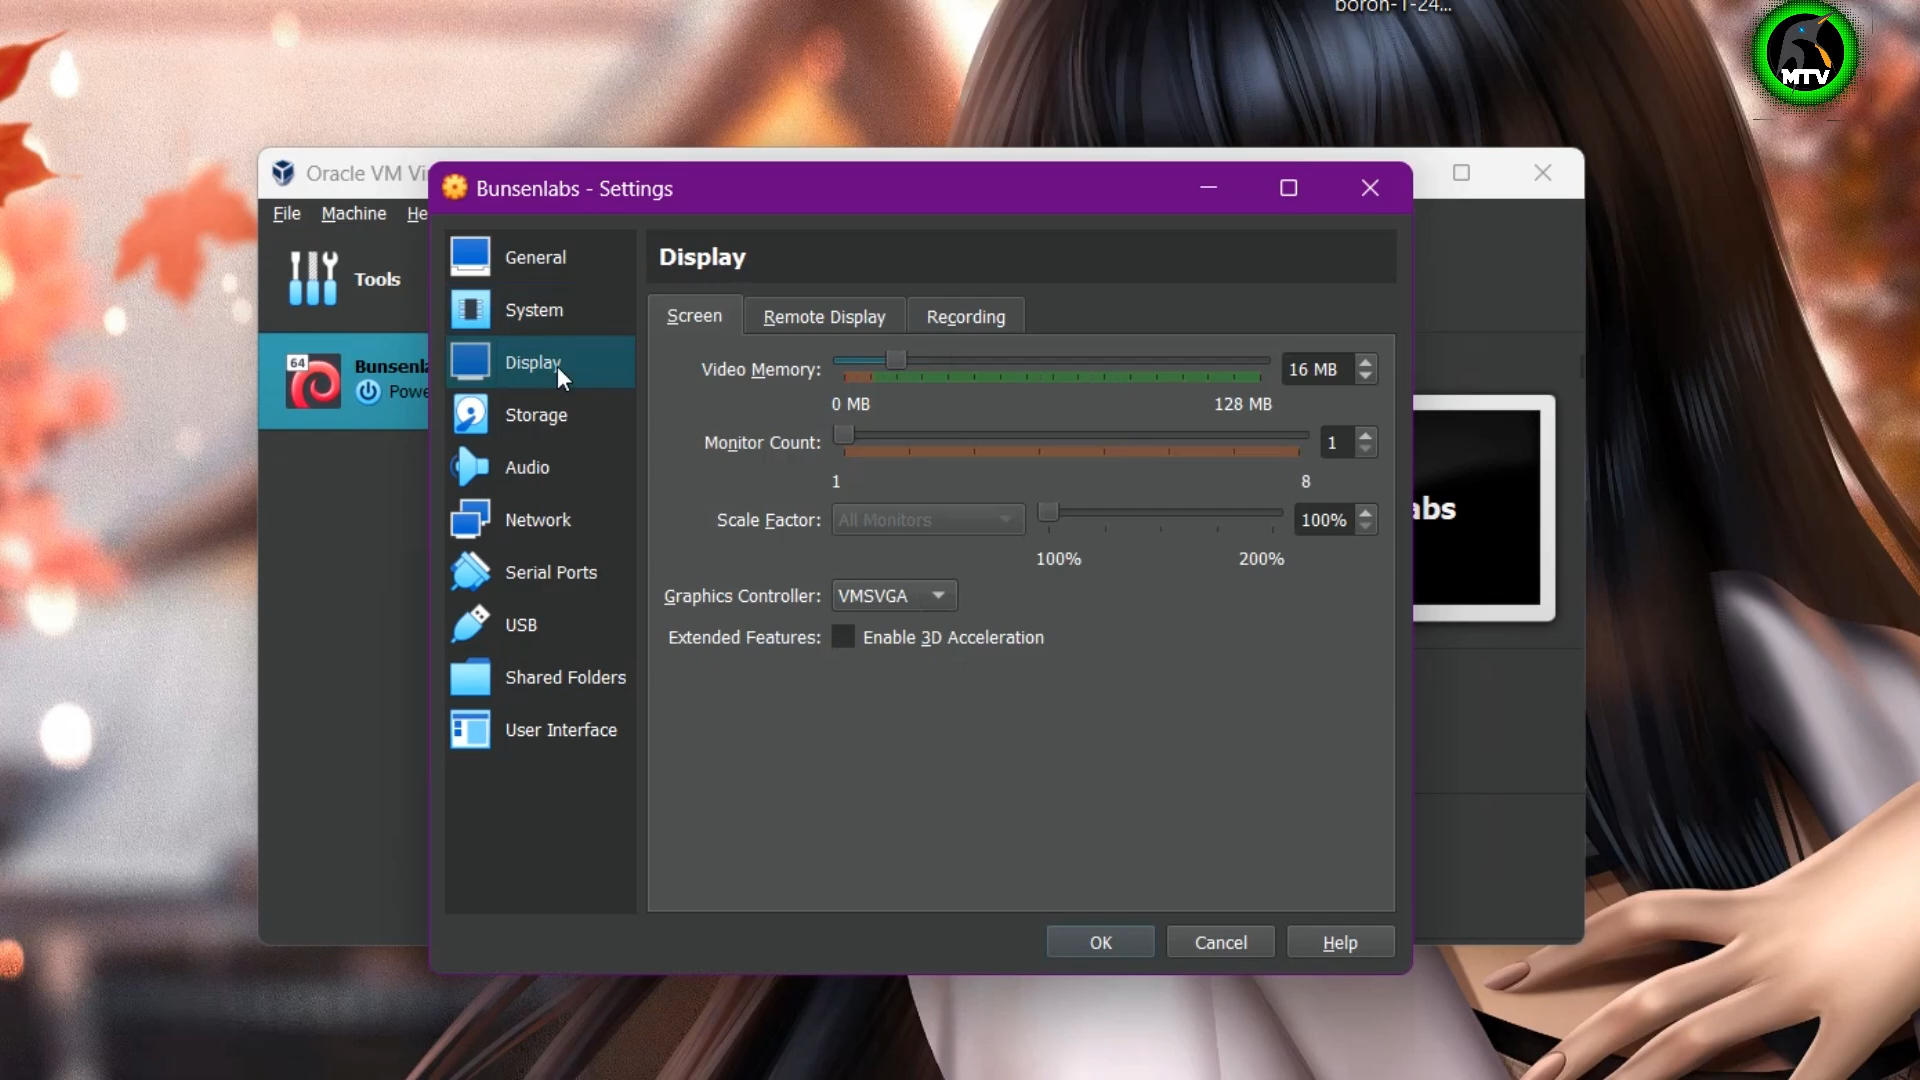 boron-1-24...
MTV
Oracle VM Vi
Bunsenlabs - Settings
File Machine He
Tools
64
Bunsenla
Powe
General
System
Display
Storage
Audio
Network
Serial Ports
USB
Shared Folders
User Interface
Display
Screen Remote Display Recording
Video Memory: 16 MB
0 MB 128 MB
Monitor Count: 1
1 8
Scale Factor: All Monitors 100%
100% 200%
Graphics Controller: VMSVGA
Extended Features: Enable 3D Acceleration
abs
OK Cancel Help